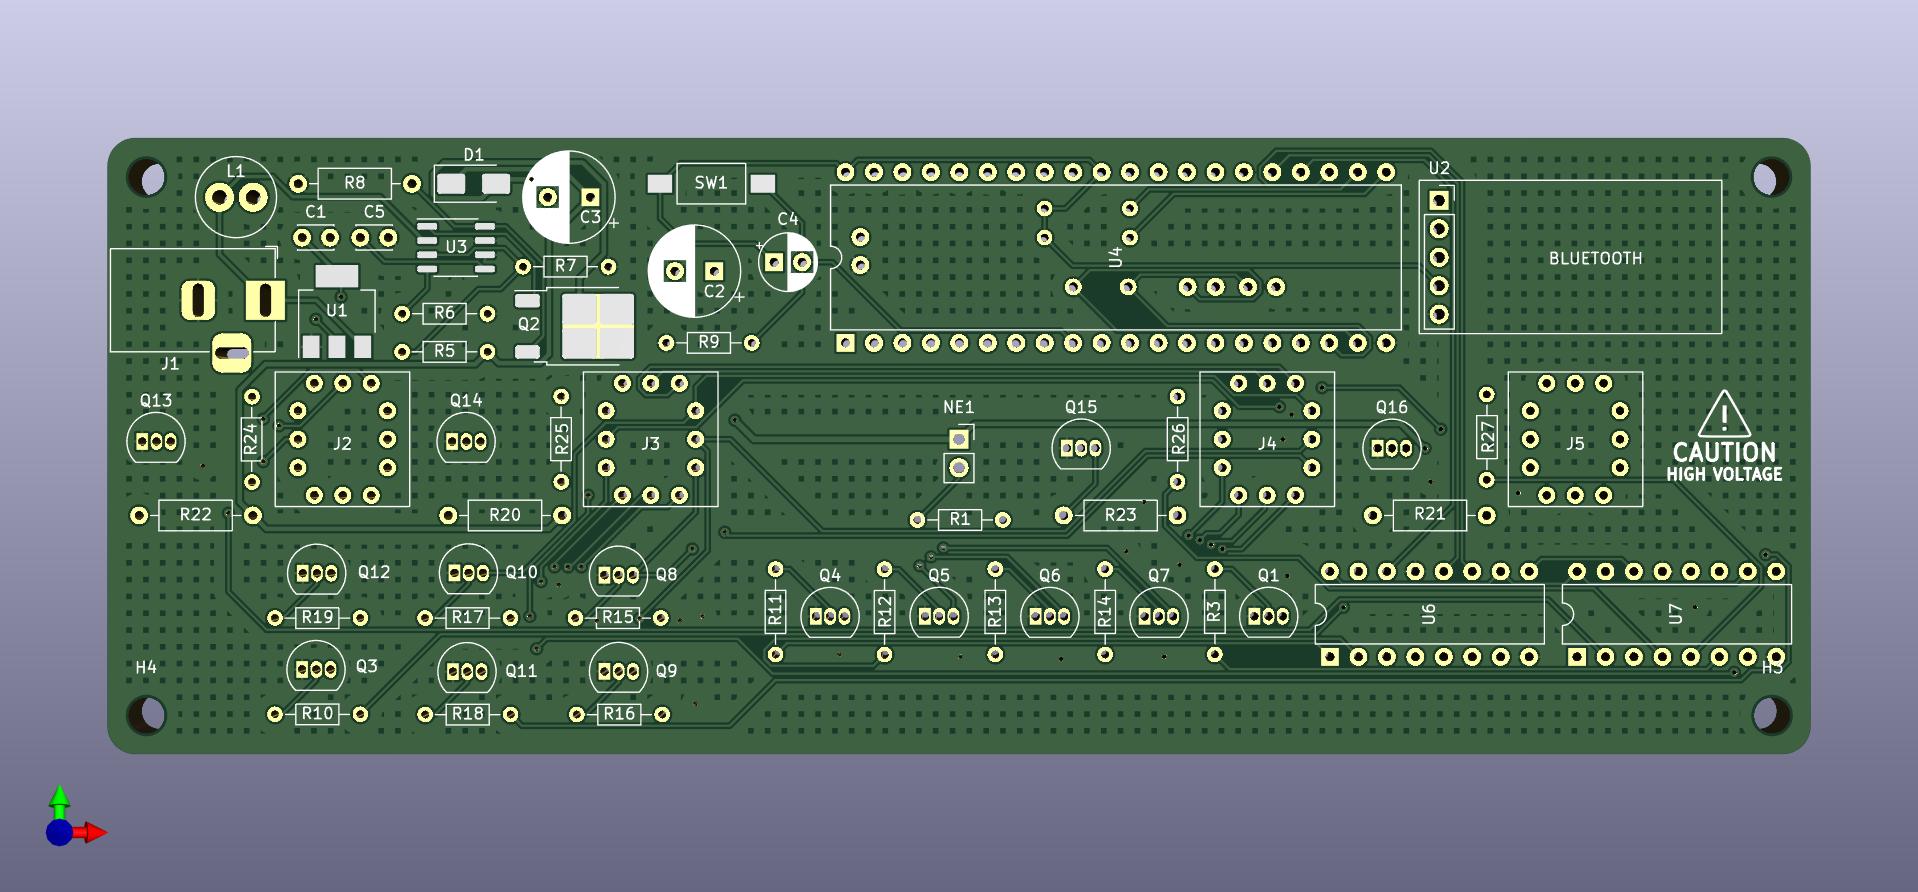 D1
L1
R8
SW1
U2
C1
C5
C3
+
C4
+
U3
U4
BLUETOOTH
R7
C2
+
U1
R6
Q2
R9
R5
J1
Q13
Q14
NE1
Q15
Q16
R24
J2
R25
J3
R26
J4
R27
J5
!
CAUTION
HIGH VOLTAGE
R22
R20
R1
R23
R21
Q12
Q10
Q8
Q4
Q5
Q6
Q7
Q1
R19
R17
R15
R11
R12
R13
R14
R3
U6
U7
H4
Q3
Q11
Q9
H3
R10
R18
R16